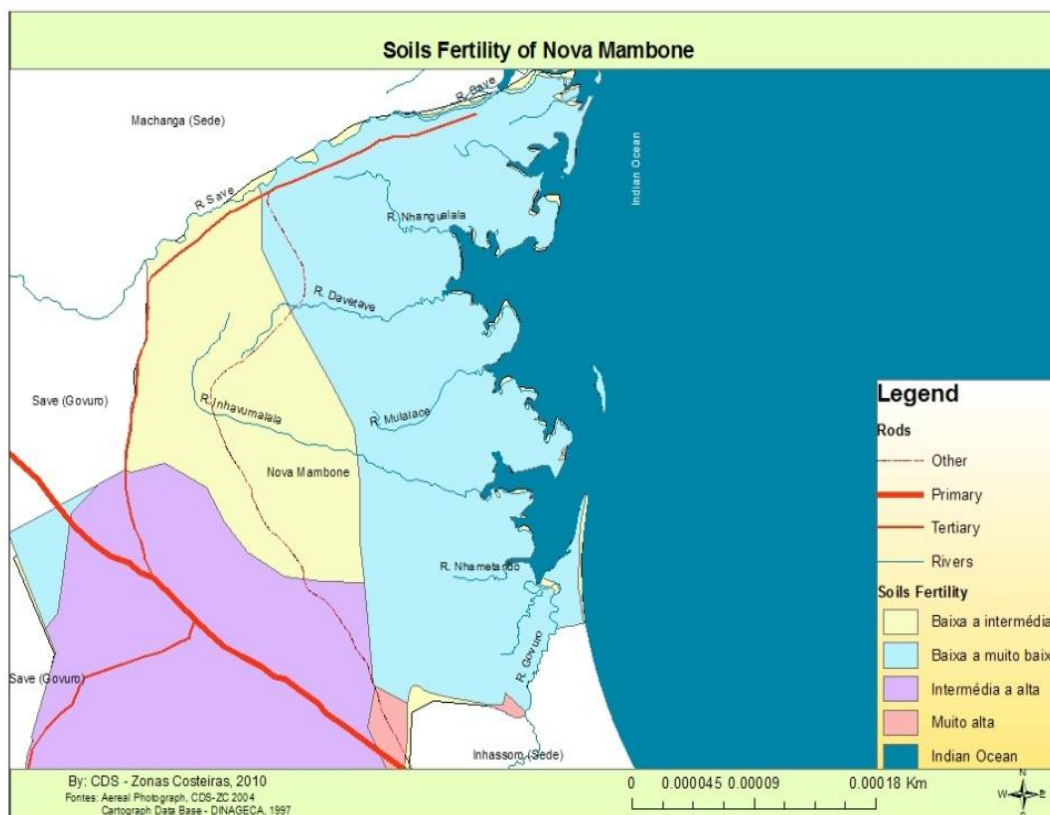 Soils Fertility of Nova Mambone
R. Save
Machanga (Sede)
Indian Ocean
R. Save
R. Nhangualala
R. Davetave
Save (Govuro)
R. Inhavumalala
R. Mulalace
Nova Mambone
R. Nhametando
R. Govuro
Save (Govuro)
Inhassoro (Sede)
Legend
Rods
Other
Primary
Tertiary
Rivers
Soils Fertility
Baixa a intermédia
Baixa a muito baix
Intermédia a alta
Muito alta
Indian Ocean
By: CDS - Zonas Costeiras, 2010
Fontes: Aereal Photograph, CDS-ZC 2004
Cartograph Data Base - DINAGECA, 1997
0 0.000045 0.00009 0.00018 Km
N
W E
S